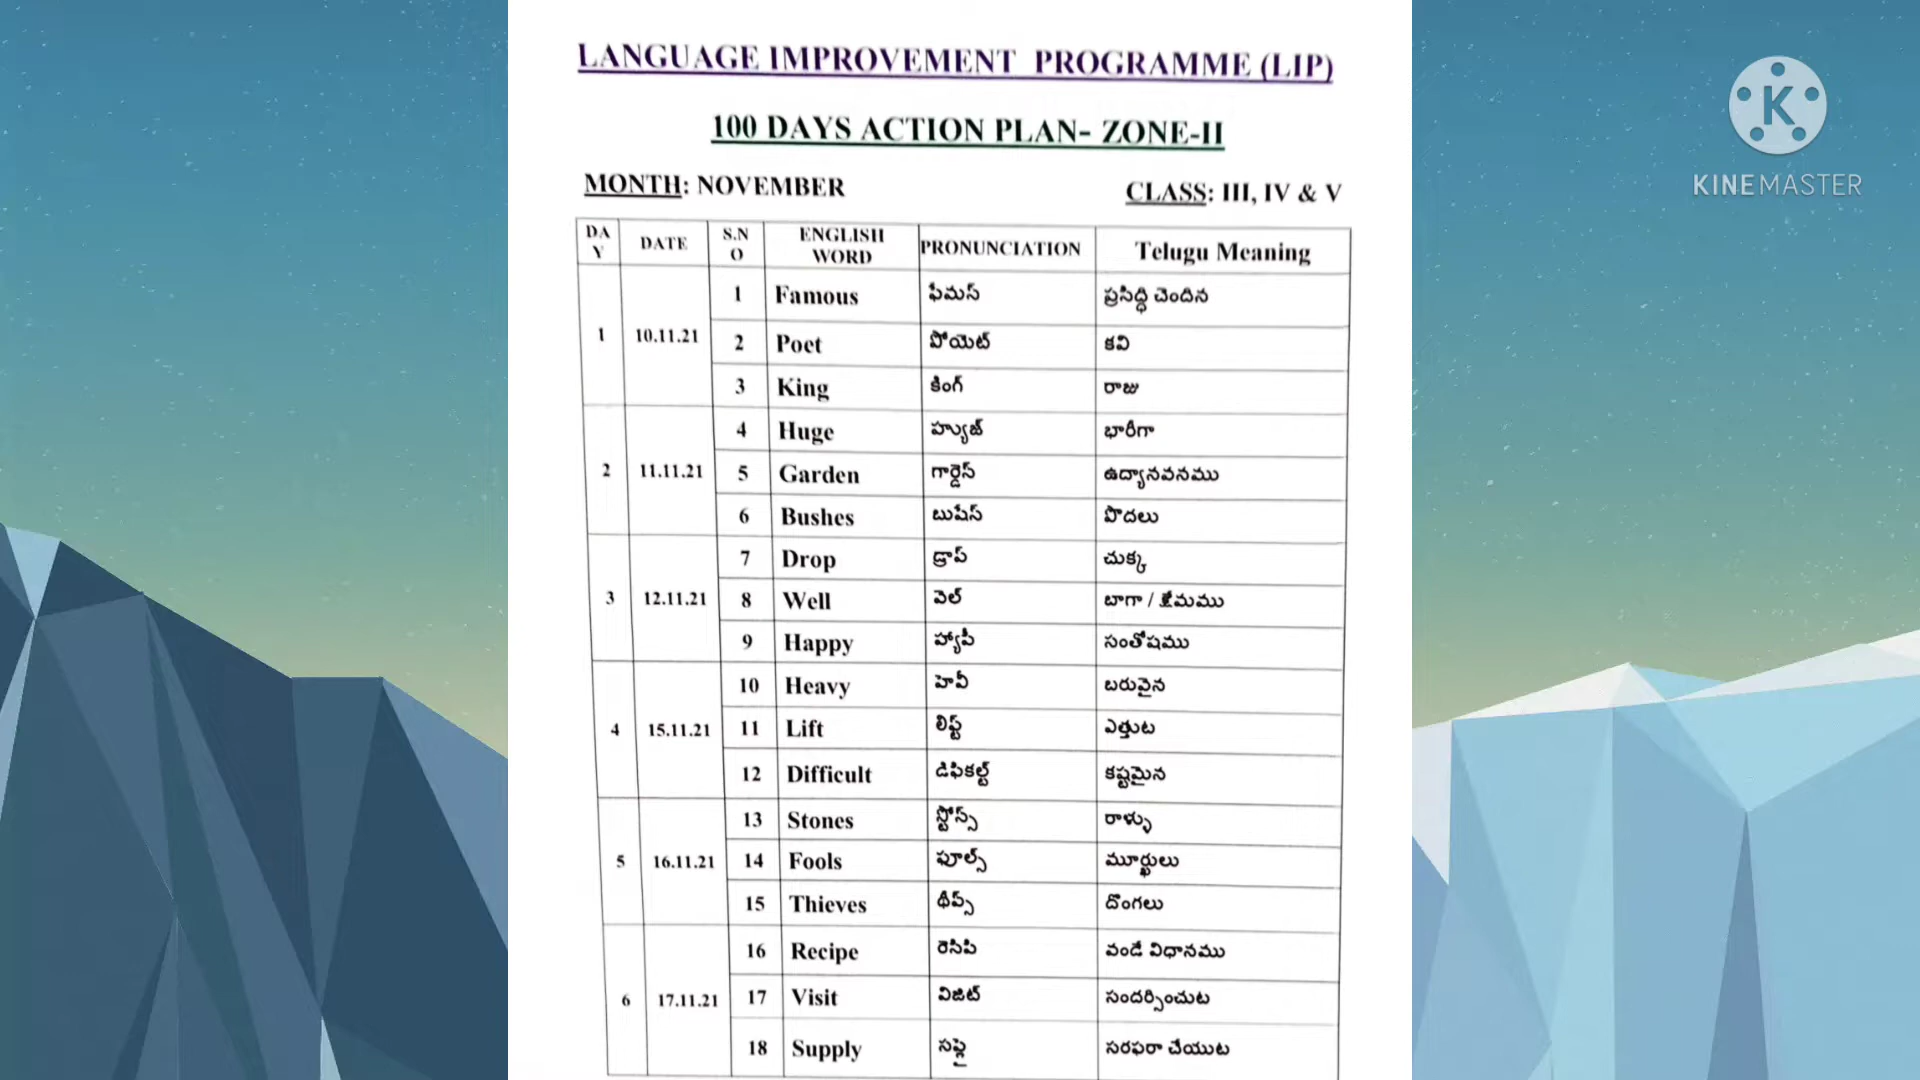 LANGUAGE IMPROVEMENT PROGRAMME (LIP)
100 DAYS ACTION PLAN- ZONE-II
MONTH: NOVEMBER CLASS: III, IV & V
DAY DATE S.NO ENGLISH WORD PRONUNCIATION Telugu Meaning
1 10.11.21 1 Famous ఫేమస్ ప్రసిద్ధి చెందిన
2 Poet పోయెట్ కవి
3 King కింగ్ రాజు
2 11.11.21 4 Huge హ్యుజ్ భారీగా
5 Garden గార్డెన్ ఉద్యానవనము
6 Bushes బుషేస్ పొదలు
3 12.11.21 7 Drop డ్రాప్ చుక్క
8 Well వెల్ బాగా / క్షేమము
9 Happy హ్యాపీ సంతోషము
4 15.11.21 10 Heavy హెవీ బరువైన
11 Lift లిఫ్ట్ ఎత్తుట
12 Difficult డిఫికల్ట్ కష్టమైన
5 16.11.21 13 Stones స్టోన్స్ రాళ్ళు
14 Fools ఫూల్స్ మూర్ఖులు
15 Thieves థీప్స్ దొంగలు
6 17.11.21 16 Recipe రెసిపి వండే విధానము
17 Visit విజిట్ సందర్శించుట
18 Supply సప్లై సరఫరా చేయుట
K
KINEMASTER